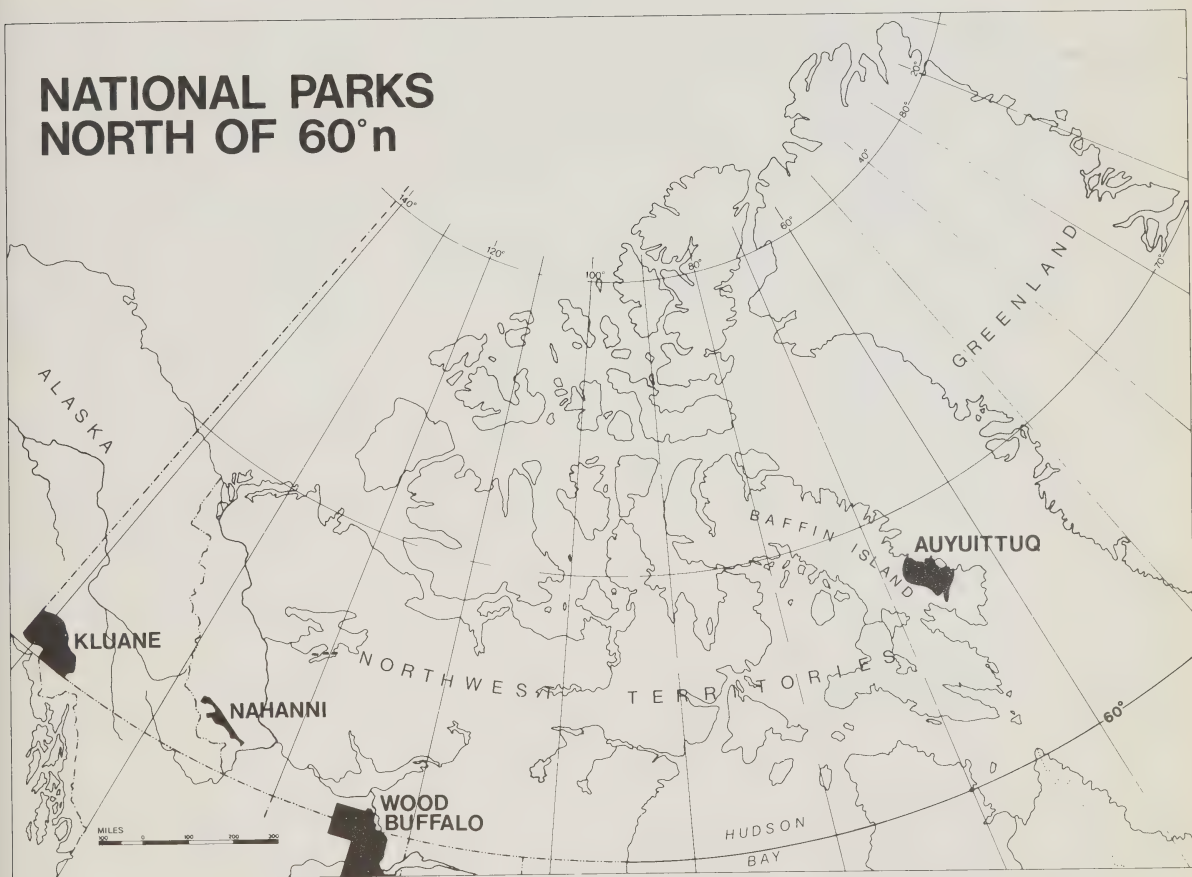 NATIONAL PARKS
NORTH OF 60°n
140°
120°
100°
80°
60°
40°
80°
20°
70°
GREENLAND
ALASKA
BAFFIN ISLAND
AUYUITTUQ
KLUANE
NORTHWEST TERRITORIES
NAHANNI
60°
WOOD
BUFFALO
HUDSON
BAY
MILES
100 0 100 200 300